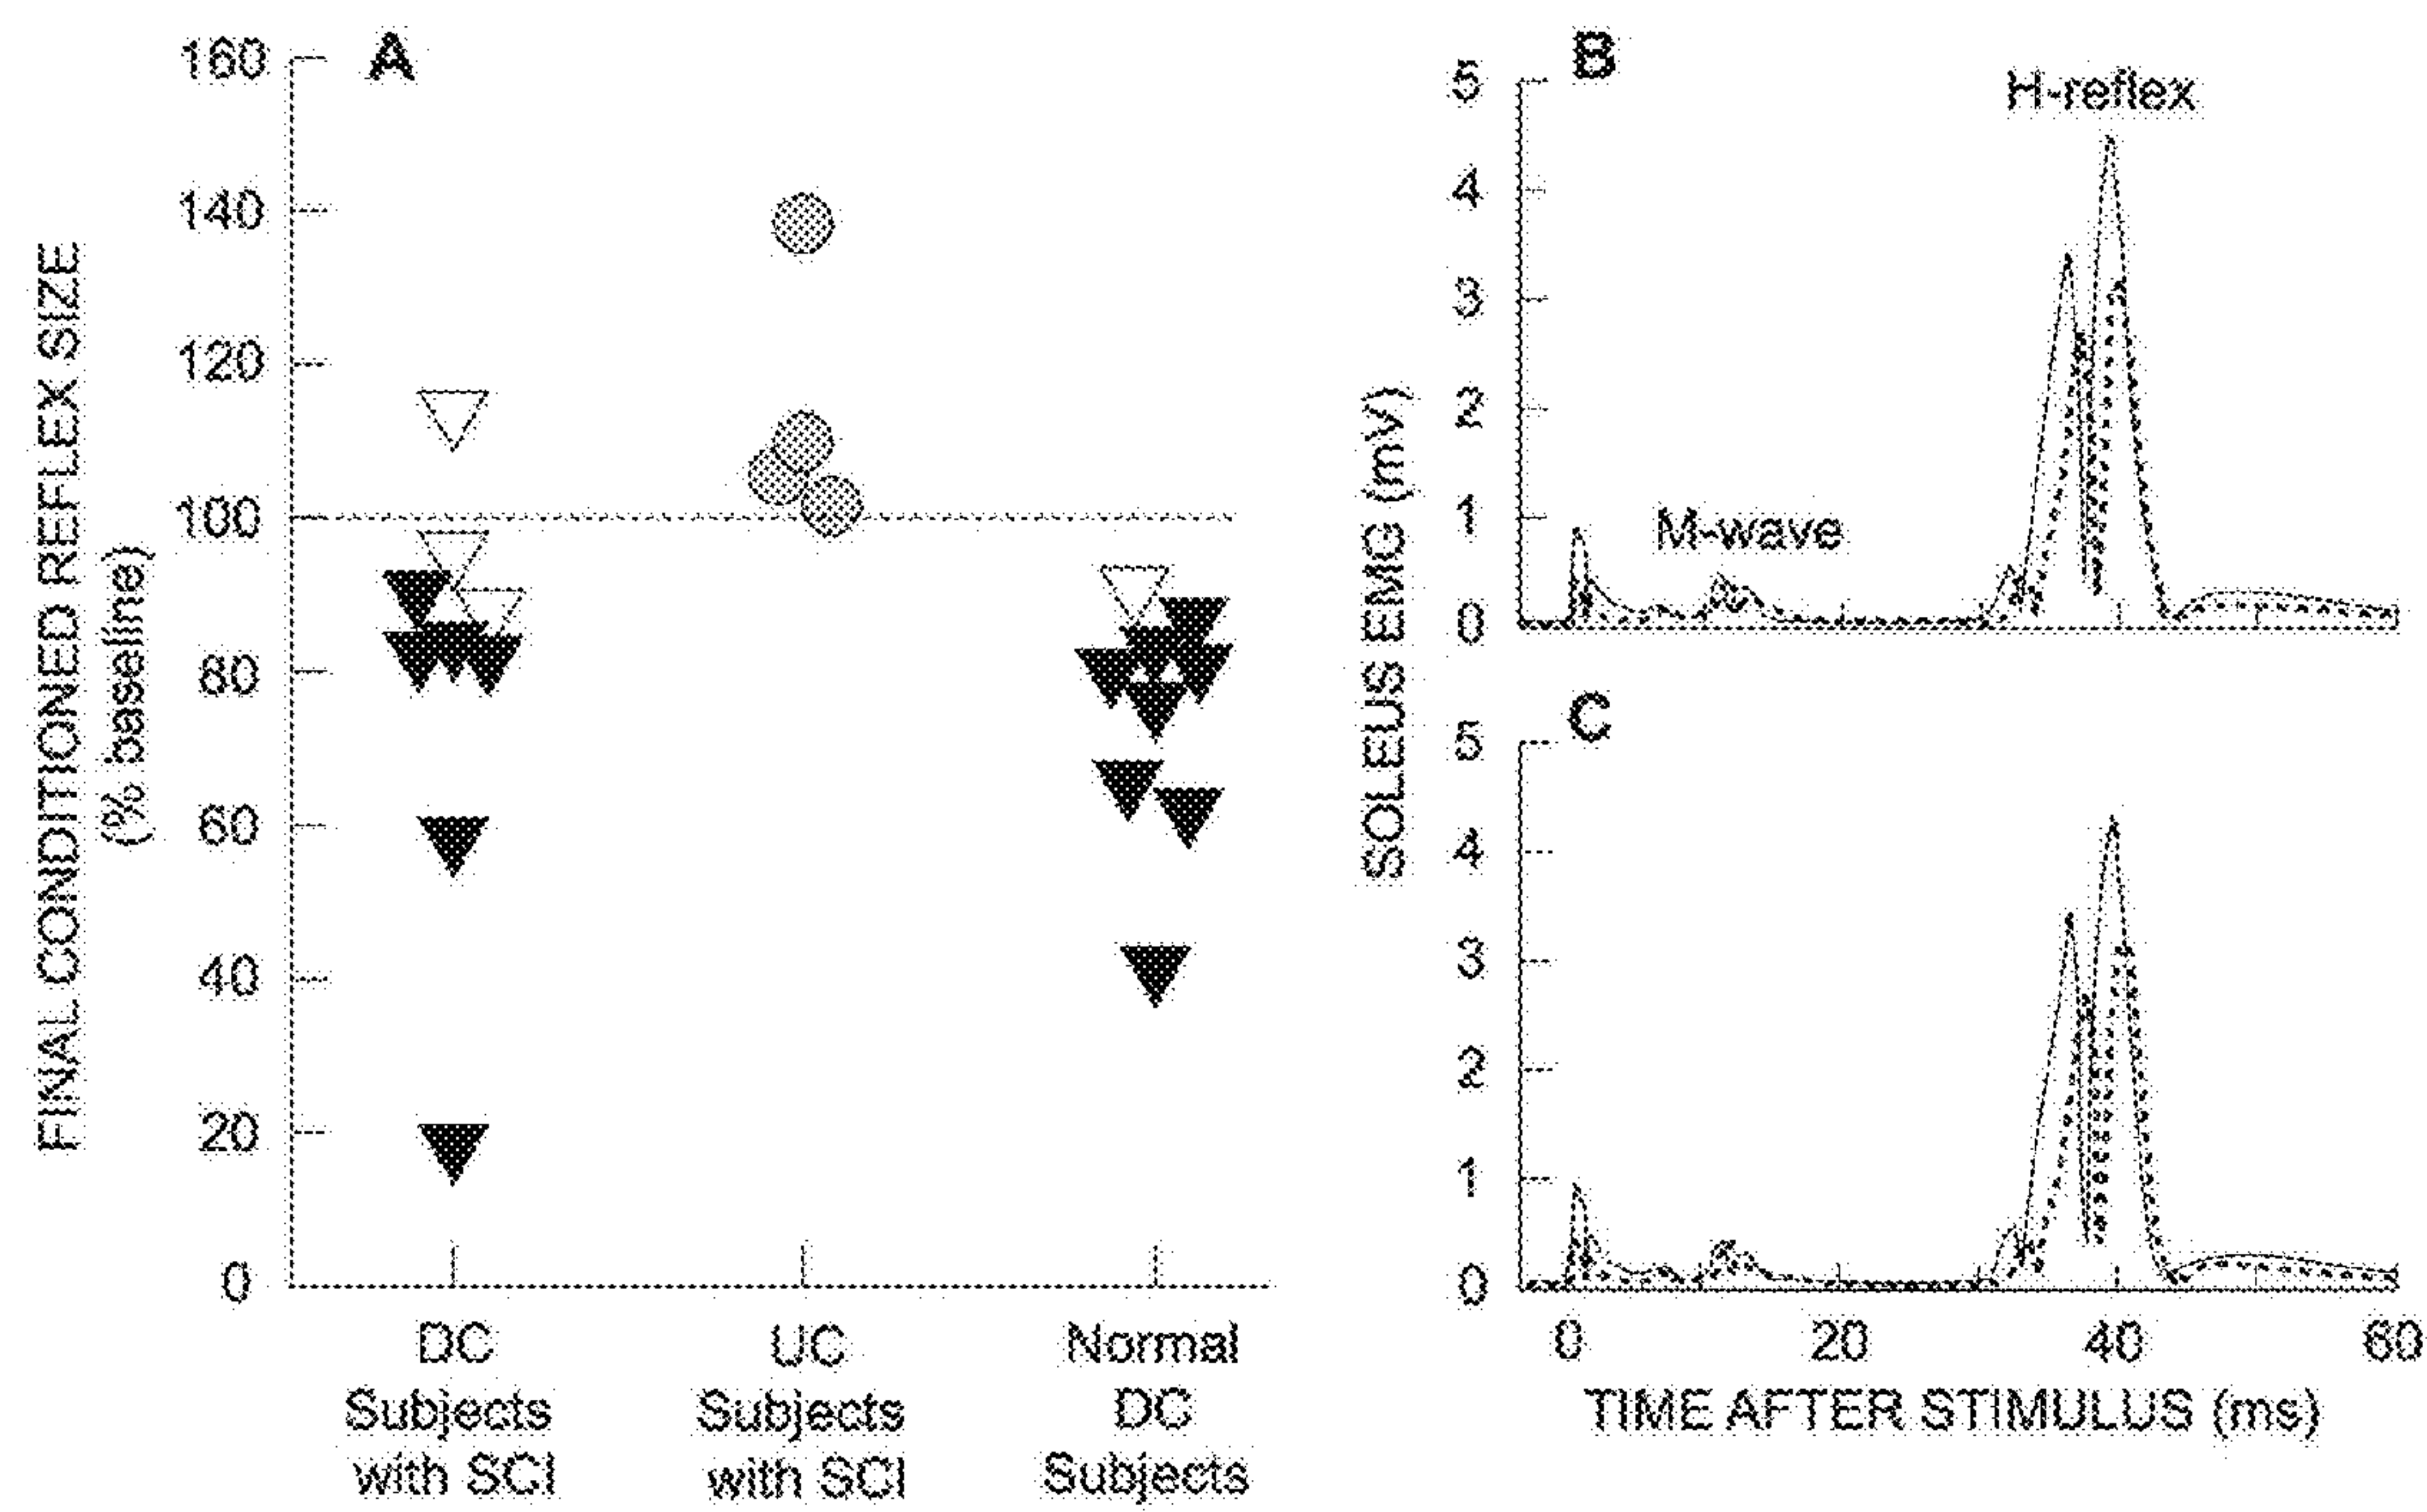 A
160
140
120
100
80
60
40
20
0
FINAL CONDITIONED REFLEX SIZE
(% baseline)
DC
Subjects
with SCI
UC
Subjects
with SCI
Normal
DC
Subjects
B
H-reflex
M-wave
5
4
3
2
1
0
SOLEUS EMG (mV)
C
5
4
3
2
1
0
0
20
40
60
TIME AFTER STIMULUS (ms)